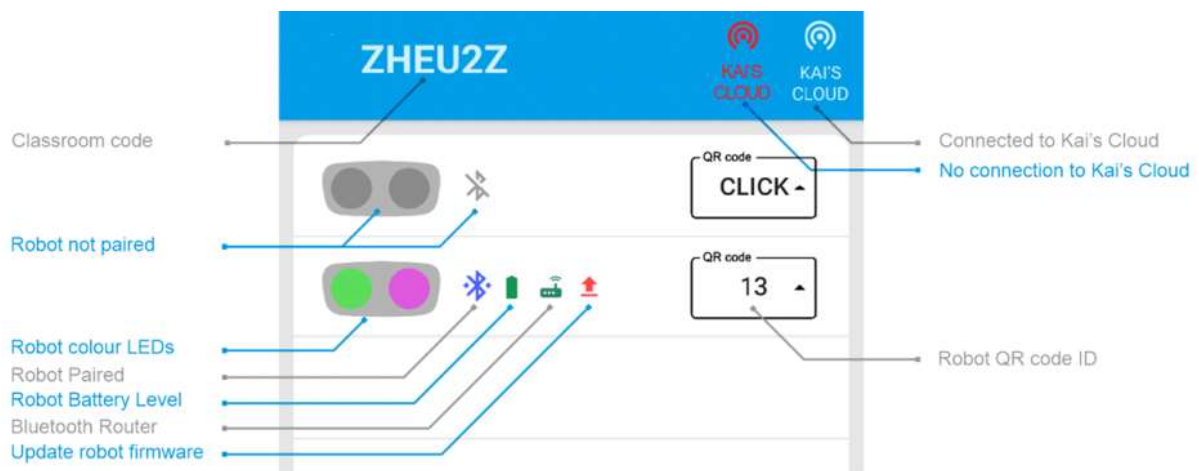 ZHEU2Z
KAI'S
CLOUD
KAI'S
CLOUD
Classroom code
Connected to Kai's Cloud
No connection to Kai's Cloud
QR code
CLICK
Robot not paired
QR code
13
Robot colour LEDs
Robot Paired
Robot Battery Level
Bluetooth Router
Update robot firmware
Robot QR code ID